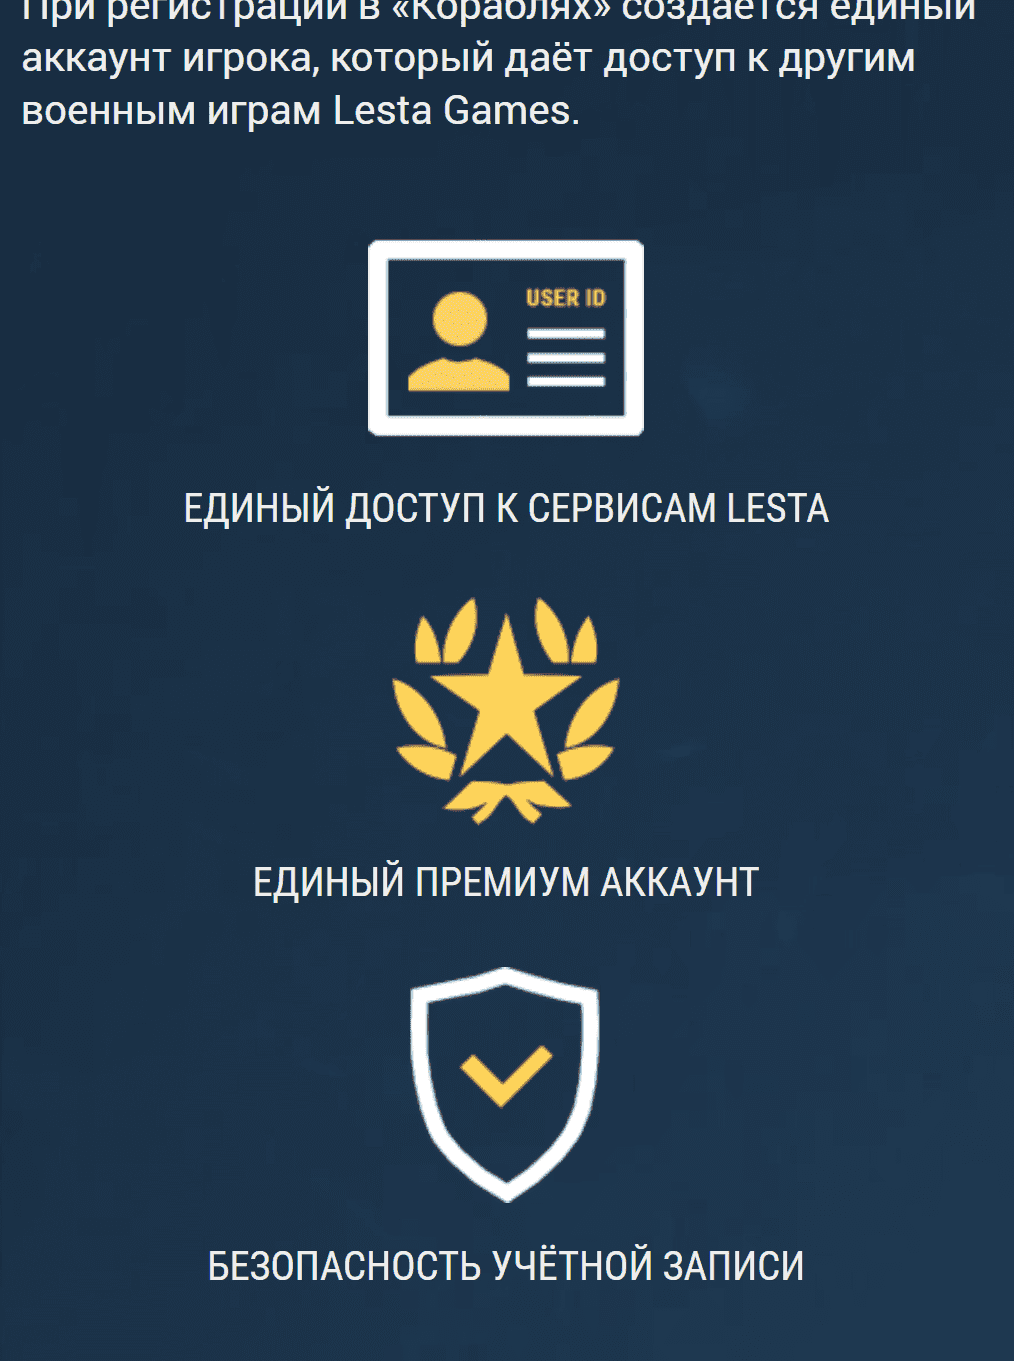 При регистрации в «Кораблях» создаётся единый
аккаунт игрока, который даёт доступ к другим
военным играм Lesta Games.
USER ID
ЕДИНЫЙ ДОСТУП К СЕРВИСАМ LESTA
ЕДИНЫЙ ПРЕМИУМ АККАУНТ
БЕЗОПАСНОСТЬ УЧЁТНОЙ ЗАПИСИ